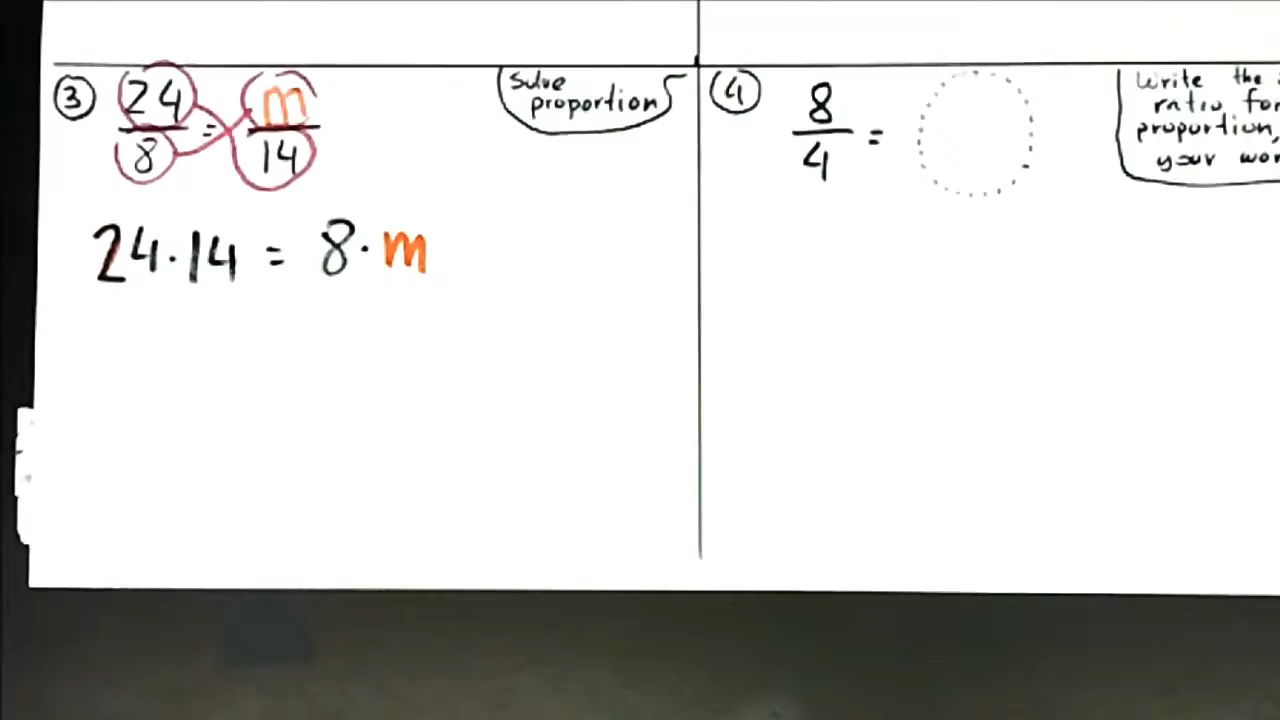 ③ 24/8 = m/14
Solve
proportion
24·14 = 8·m
④ 8/4 =
Write the
ratio for
proportion,
your